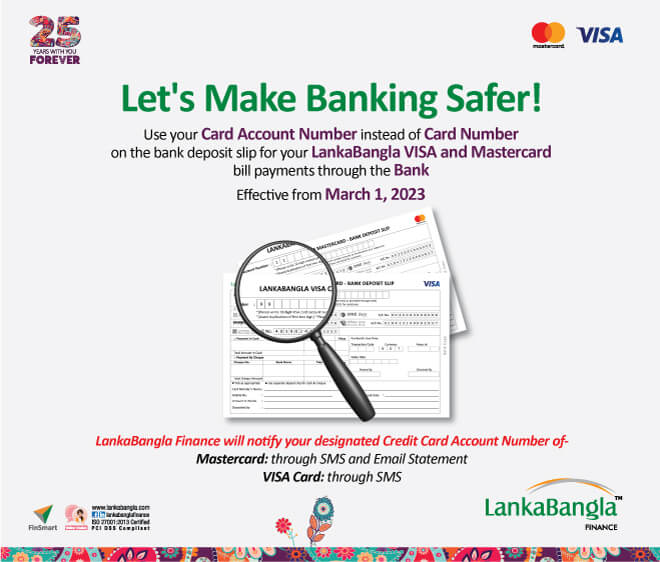 25
YEARS WITH YOU
FOREVER
mastercard
VISA
Let's Make Banking Safer!
Use your Card Account Number instead of Card Number
on the bank deposit slip for your LankaBangla VISA and Mastercard
bill payments through the Bank
Effective from March 1, 2023
MASTERCARD - BANK DEPOSIT SLIP
LANKABANGLA VISA C
RD - BANK DEPOSIT SLIP
VISA
LankaBangla Finance will notify your designated Credit Card Account Number of-
Mastercard: through SMS and Email Statement
VISA Card: through SMS
FinSmart
www.lankabangla.com
lankabanglafinance
ISO 27001:2013 Certified
PCI DSS Compliant
LankaBangla™
FINANCE